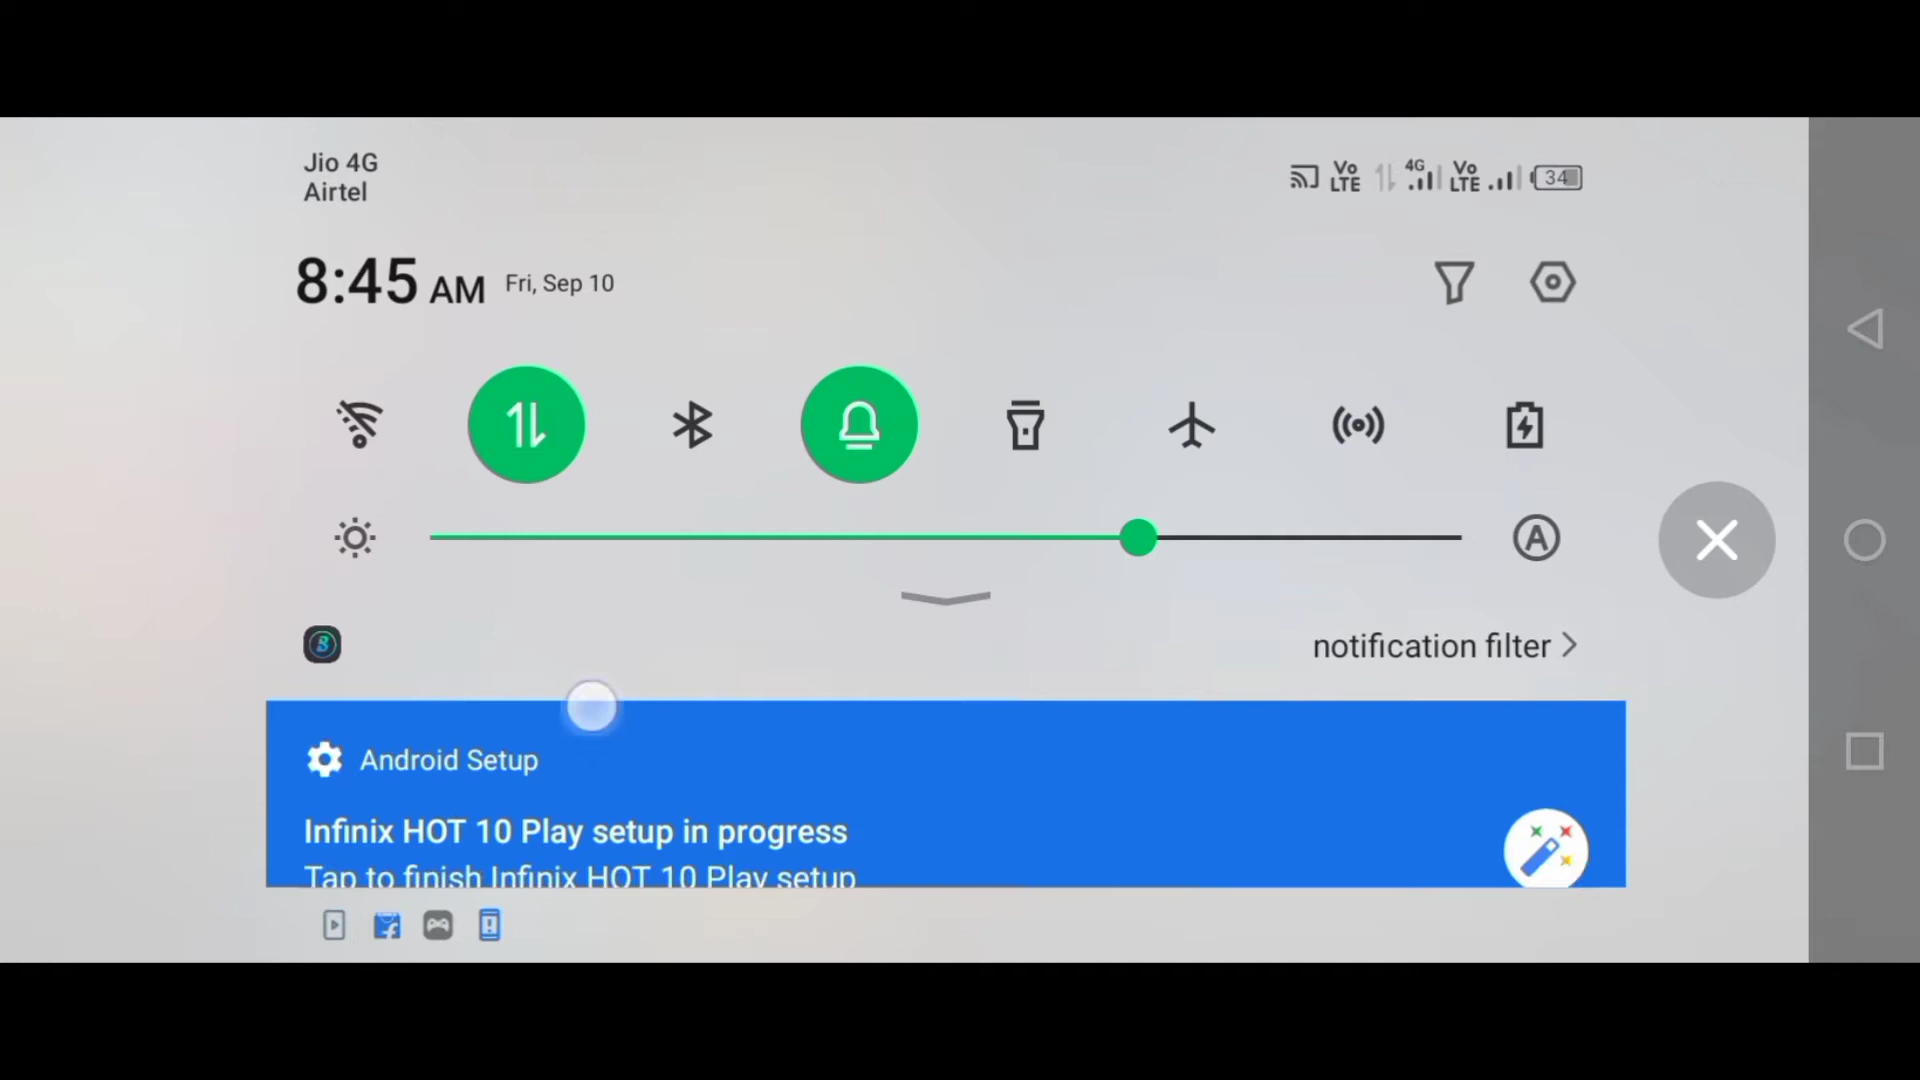 Jio 4G
Airtel
Vo LTE 4G Vo LTE 34
8:45 AM Fri, Sep 10
A
notification filter
Android Setup
Infinix HOT 10 Play setup in progress
Tap to finish Infinix HOT 10 Play setup